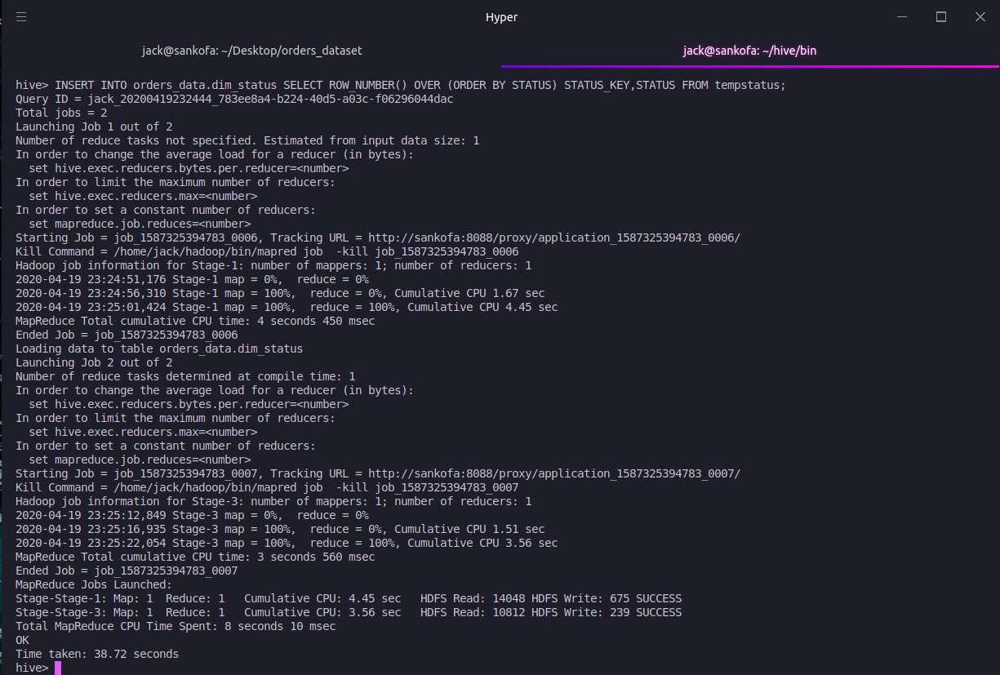 Hyper
jack@sankofa: ~/Desktop/orders_dataset
jack@sankofa: ~/hive/bin
hive> INSERT INTO orders_data.dim_status SELECT ROW_NUMBER() OVER (ORDER BY STATUS) STATUS_KEY,STATUS FROM tempstatus;
Query ID = jack_20200419232444_783ee8a4-b224-40d5-a03c-f06296044dac
Total jobs = 2
Launching Job 1 out of 2
Number of reduce tasks not specified. Estimated from input data size: 1
In order to change the average load for a reducer (in bytes):
  set hive.exec.reducers.bytes.per.reducer=<number>
In order to limit the maximum number of reducers:
  set hive.exec.reducers.max=<number>
In order to set a constant number of reducers:
  set mapreduce.job.reduces=<number>
Starting Job = job_1587325394783_0006, Tracking URL = http://sankofa:8088/proxy/application_1587325394783_0006/
Kill Command = /home/jack/hadoop/bin/mapred job  -kill job_1587325394783_0006
Hadoop job information for Stage-1: number of mappers: 1; number of reducers: 1
2020-04-19 23:24:51,176 Stage-1 map = 0%,  reduce = 0%
2020-04-19 23:24:56,310 Stage-1 map = 100%,  reduce = 0%, Cumulative CPU 1.67 sec
2020-04-19 23:25:01,424 Stage-1 map = 100%,  reduce = 100%, Cumulative CPU 4.45 sec
MapReduce Total cumulative CPU time: 4 seconds 450 msec
Ended Job = job_1587325394783_0006
Loading data to table orders_data.dim_status
Launching Job 2 out of 2
Number of reduce tasks determined at compile time: 1
In order to change the average load for a reducer (in bytes):
  set hive.exec.reducers.bytes.per.reducer=<number>
In order to limit the maximum number of reducers:
  set hive.exec.reducers.max=<number>
In order to set a constant number of reducers:
  set mapreduce.job.reduces=<number>
Starting Job = job_1587325394783_0007, Tracking URL = http://sankofa:8088/proxy/application_1587325394783_0007/
Kill Command = /home/jack/hadoop/bin/mapred job  -kill job_1587325394783_0007
Hadoop job information for Stage-3: number of mappers: 1; number of reducers: 1
2020-04-19 23:25:12,849 Stage-3 map = 0%,  reduce = 0%
2020-04-19 23:25:16,935 Stage-3 map = 100%,  reduce = 0%, Cumulative CPU 1.51 sec
2020-04-19 23:25:22,054 Stage-3 map = 100%,  reduce = 100%, Cumulative CPU 3.56 sec
MapReduce Total cumulative CPU time: 3 seconds 560 msec
Ended Job = job_1587325394783_0007
MapReduce Jobs Launched:
Stage-Stage-1: Map: 1  Reduce: 1   Cumulative CPU: 4.45 sec   HDFS Read: 14048 HDFS Write: 675 SUCCESS
Stage-Stage-3: Map: 1  Reduce: 1   Cumulative CPU: 3.56 sec   HDFS Read: 10812 HDFS Write: 239 SUCCESS
Total MapReduce CPU Time Spent: 8 seconds 10 msec
OK
Time taken: 38.72 seconds
hive>